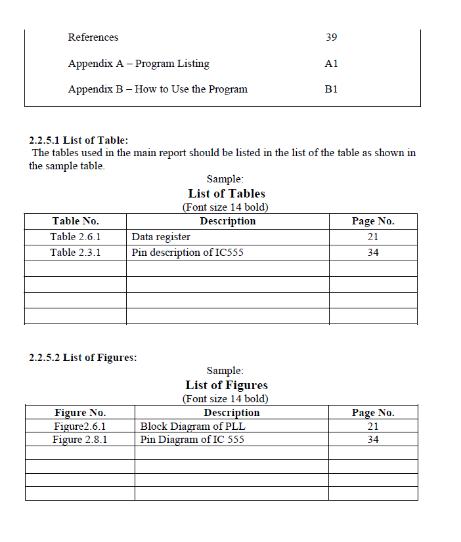 References 39
Appendix A – Program Listing A1
Appendix B – How to Use the Program B1
2.2.5.1 List of Table:
The tables used in the main report should be listed in the list of the table as shown in
the sample table.
Sample:
List of Tables
(Font size 14 bold)
Table No. Description Page No.
Table 2.6.1 Data register 21
Table 2.3.1 Pin description of IC555 34
2.2.5.2 List of Figures:
Sample:
List of Figures
(Font size 14 bold)
Figure No. Description Page No.
Figure2.6.1 Block Diagram of PLL 21
Figure 2.8.1 Pin Diagram of IC 555 34